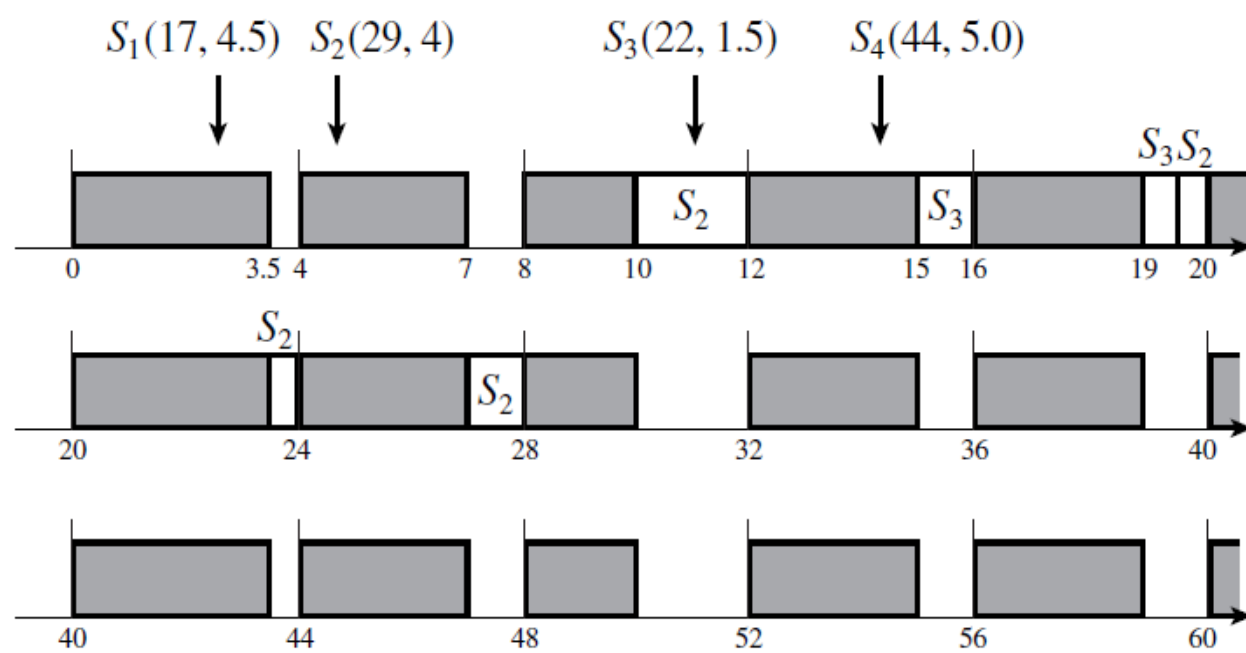 S1(17, 4.5) S2(29, 4) S3(22, 1.5) S4(44, 5.0)
S3 S2
S2 S3
0 3.5 4 7 8 10 12 15 16 19 20
S2
S2
20 24 28 32 36 40
40 44 48 52 56 60